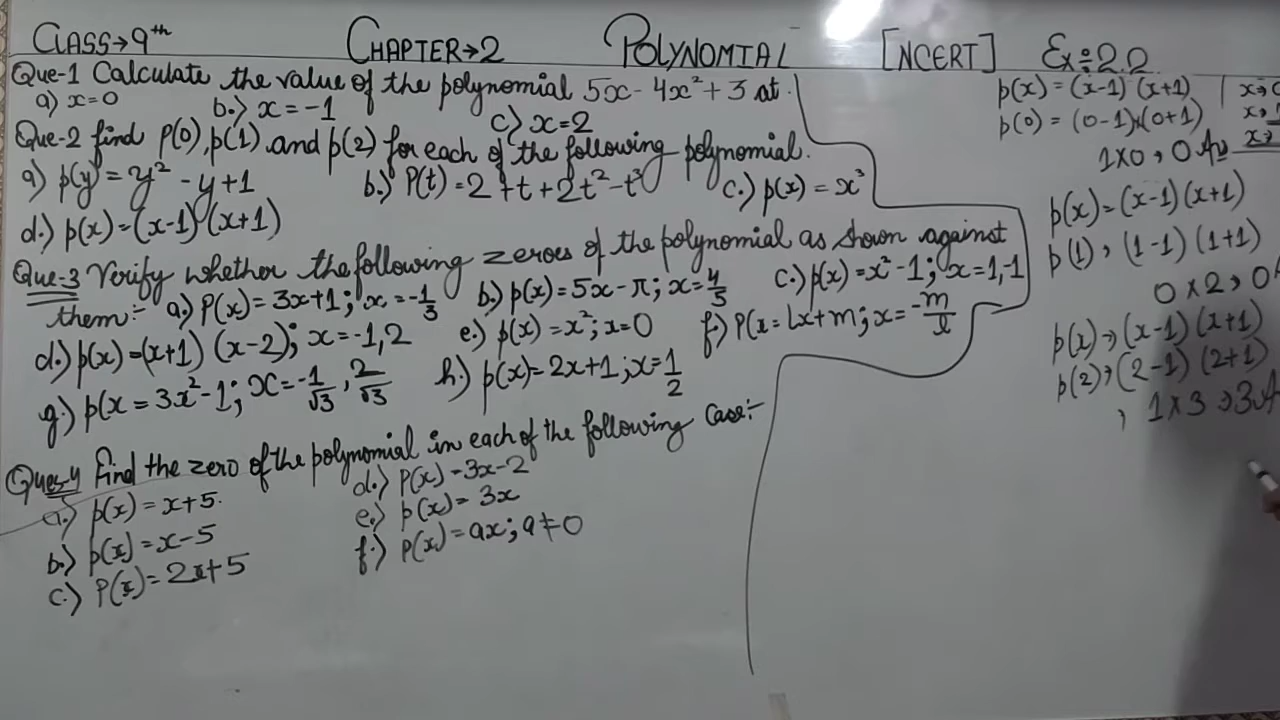 CLASS→9th CHAPTER→2 POLYNOMIAL [NCERT] Ex÷2.2
Que-1 Calculate the value of the polynomial 5x-4x²+3 at
a) x=0 b.) x=-1 c) x=2
Que-2 find P(0), p(1) and p(2) for each of the following polynomial.
a) p(y)=y²-y+1 b.) P(t)=2+t+2t²-t³ c.) p(x)=x³
d.) p(x)=(x-1)(x+1)
Que-3 Verify whether the following zeroes of the polynomial as shown against
them:- a.) P(x)=3x+1; x=-1/3 b.) p(x)=5x-π; x=4/5 c.) p(x)=x²-1; x=1,-1
d.) p(x)=(x+1)(x-2); x=-1,2 e.) p(x)=x²; x=0 f.) P(x=lx+m; x=-m/l
g.) p(x=3x²-1; x=-1/√3, 2/√3 h.) p(x)=2x+1; x=1/2
Ques-4 Find the zero of the polynomial in each of the following case:-
a.) p(x)=x+5. d.) P(x)=3x-2
b.) p(x)=x-5 e.) p(x)=3x
c.) P(x)=2x+5 f.) P(x)=ax; a≠0
p(x)=(x-1)(x+1) x→0
p(0)=(0-1)x(0+1) x→
1x0, 0 x→
p(x)=(x-1)(x+1)
p(1), (1-1)(1+1)
0x2, 0
p(x)→(x-1)(x+1)
p(2), (2-1)(2+1)
, 1x3→3